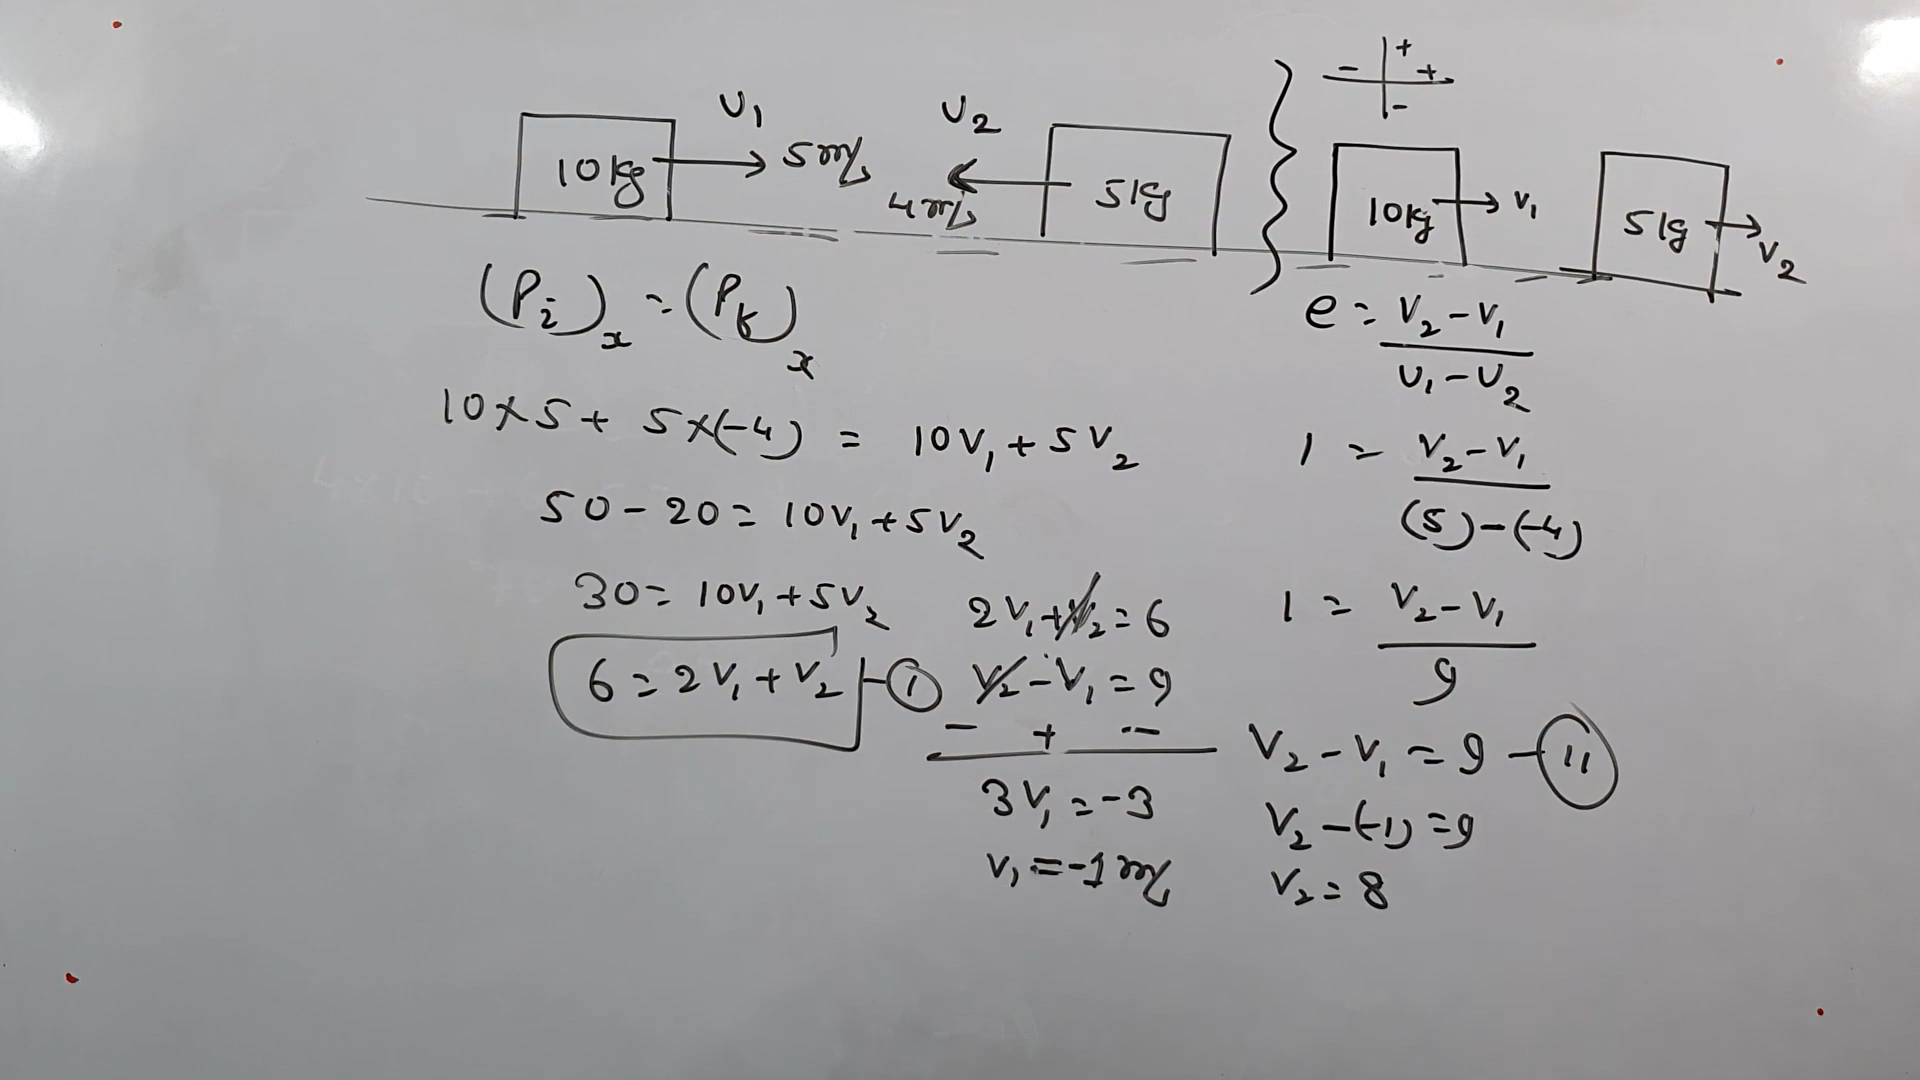 U₁ U₂
10kg 5m/s 4m/s 5kg
- + + -
10kg V₁ 5kg V₂
(Pᵢ)ₓ = (P_f)ₓ
10×5 + 5×(-4) = 10V₁ + 5V₂
50 - 20 = 10V₁ + 5V₂
30 = 10V₁ + 5V₂
6 = 2V₁ + V₂ - ①
2V₁ + V₂ = 6
V₂ - V₁ = 9
- + -
3V₁ = -3
V₁ = -1 m/s
e = V₂ - V₁ / U₁ - U₂
1 = V₂ - V₁ / (5) - (-4)
1 = V₂ - V₁ / 9
V₂ - V₁ = 9 - (11)
V₂ - (-1) = 9
V₂ = 8